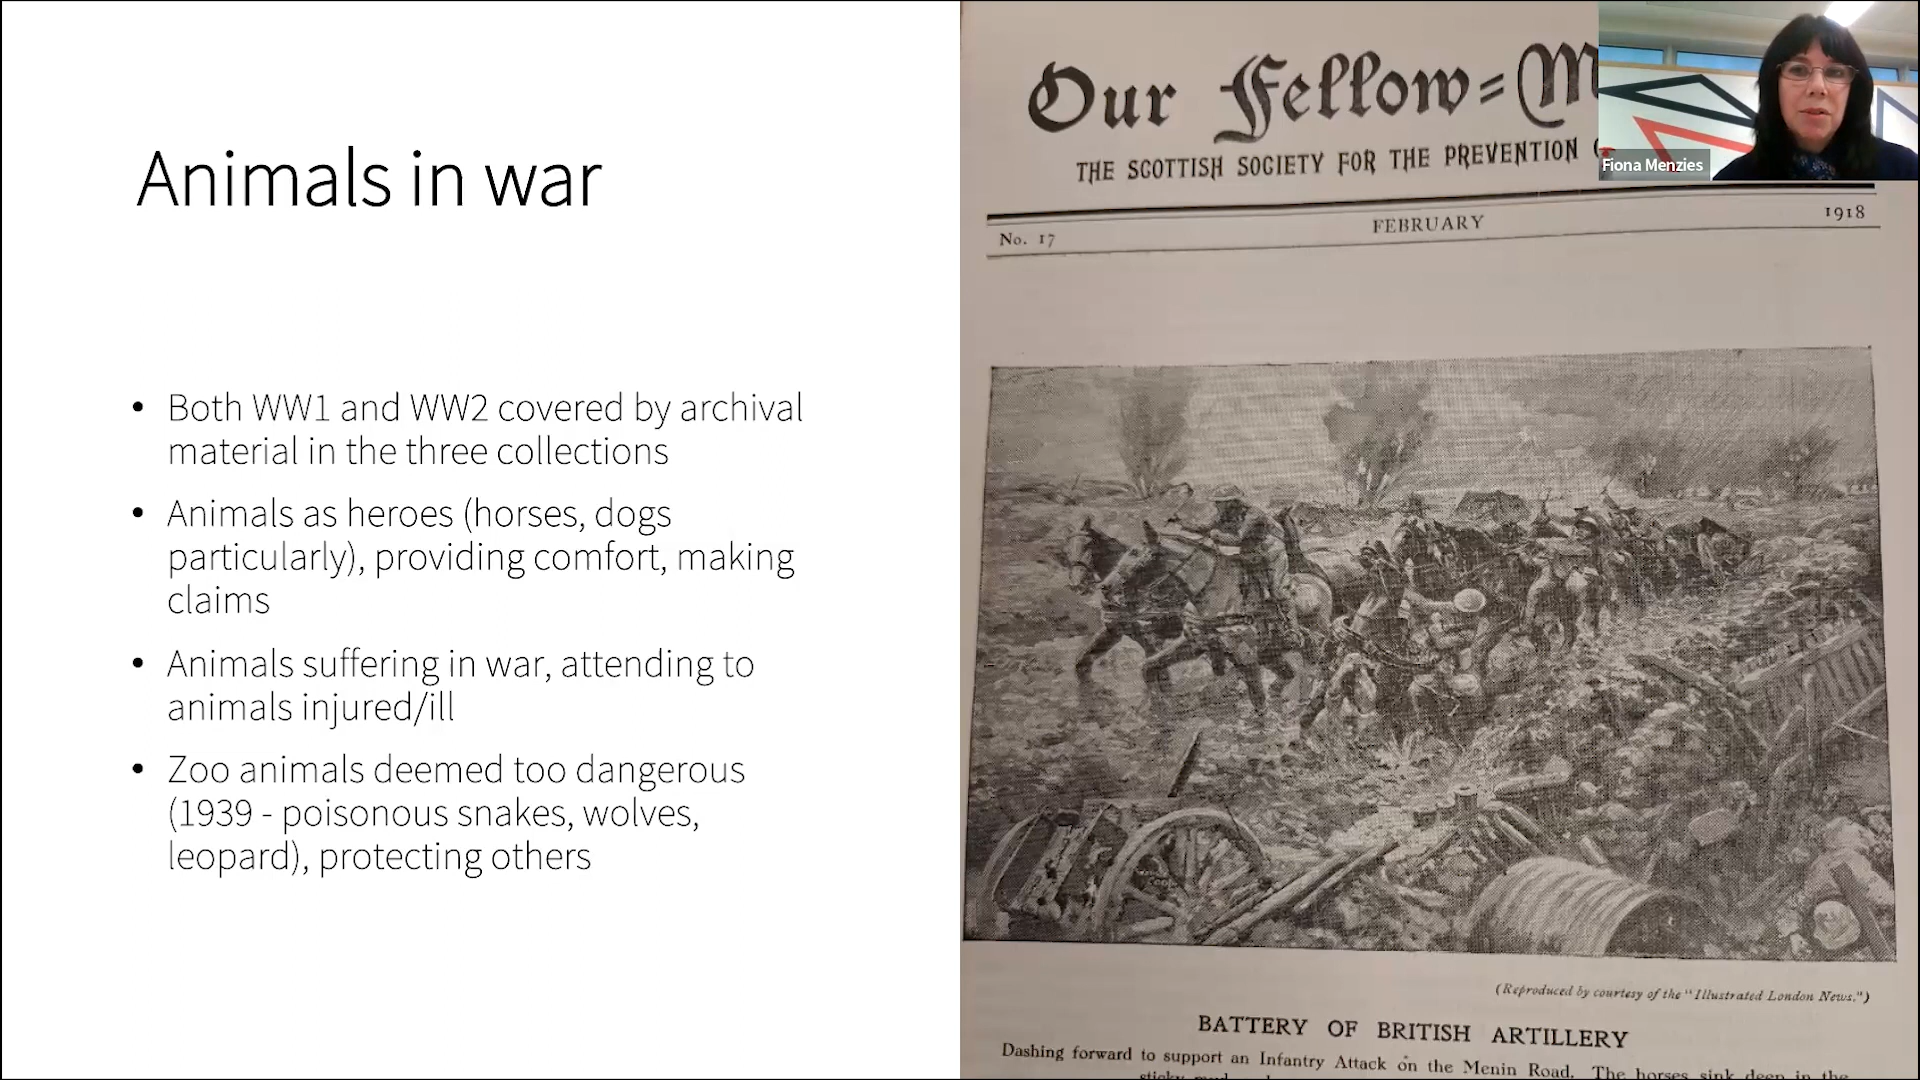 Animals in war
• Both WW1 and WW2 covered by archival
material in the three collections
• Animals as heroes (horses, dogs
particularly), providing comfort, making
claims
• Animals suffering in war, attending to
animals injured/ill
• Zoo animals deemed too dangerous
(1939 - poisonous snakes, wolves,
leopard), protecting others
Our Fellow=M
THE SCOTTISH SOCIETY FOR THE PREVENTION
Fiona Menzies
No. 17 FEBRUARY 1918
(Reproduced by courtesy of the "Illustrated London News.")
BATTERY OF BRITISH ARTILLERY
Dashing forward to support an Infantry Attack on the Menin Road. The horses sink deep in the